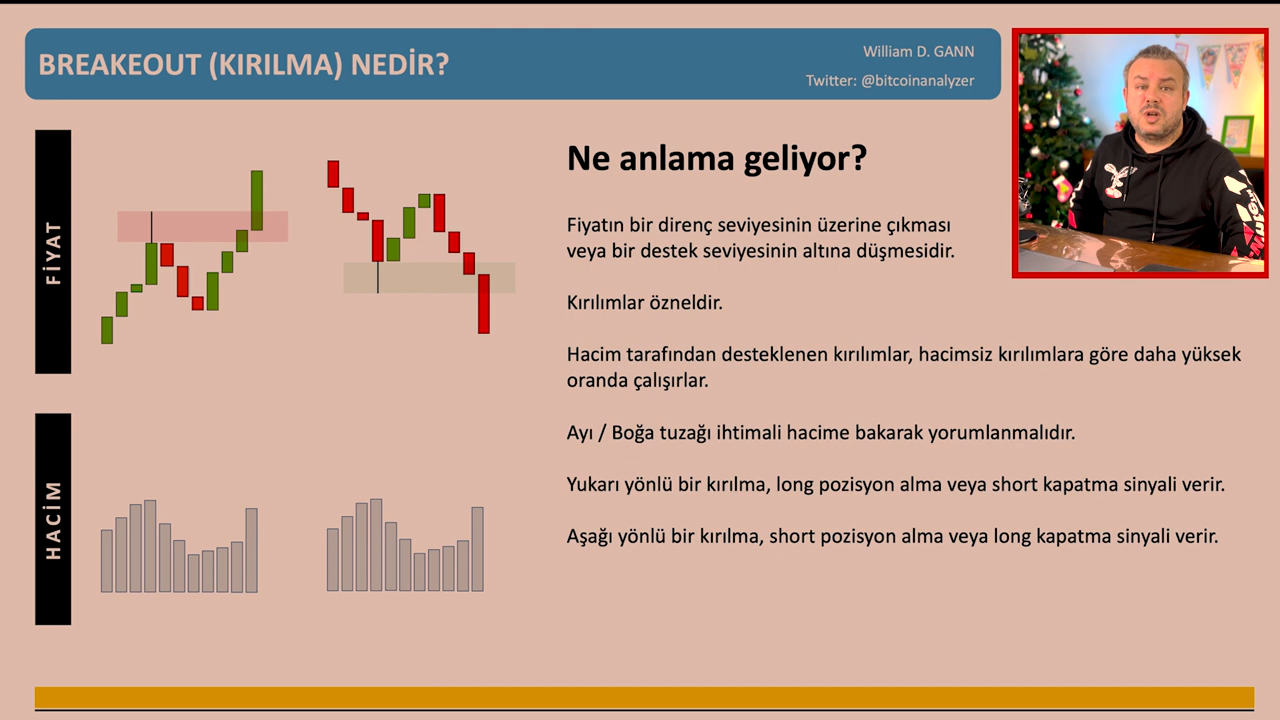 BREAKEOUT (KIRILMA) NEDİR?
William D. GANN
Twitter: @bitcoinanalyzer
FİYAT
Ne anlama geliyor?
Fiyatın bir direnç seviyesinin üzerine çıkması
veya bir destek seviyesinin altına düşmesidir.
Kırılımlar özneldir.
Hacim tarafından desteklenen kırılımlar, hacimsiz kırılımlara göre daha yüksek
oranda çalışırlar.
Ayı / Boğa tuzağı ihtimali hacime bakarak yorumlanmalıdır.
HACİM
Yukarı yönlü bir kırılma, long pozisyon alma veya short kapatma sinyali verir.
Aşağı yönlü bir kırılma, short pozisyon alma veya long kapatma sinyali verir.